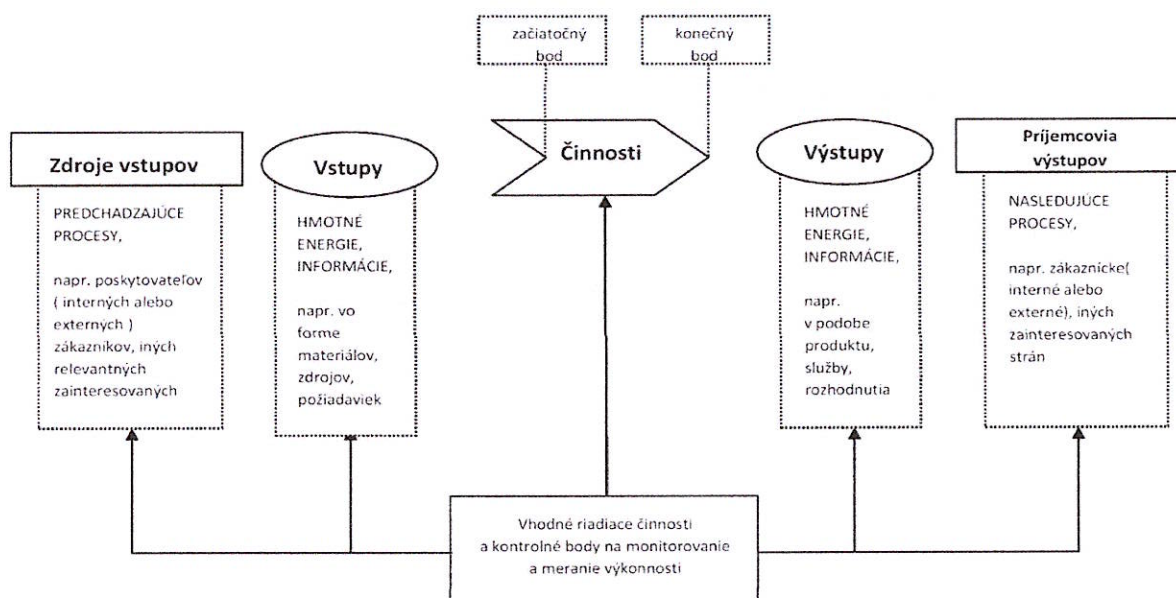 začiatočný
bod
konečný
bod
Zdroje vstupov
PREDCHADZAJÚCE
PROCESY,
napr. poskytovateľov
( interných alebo
externých )
zákazníkov, iných
relevantných
zainteresovaných
Vstupy
HMOTNÉ
ENERGIE,
INFORMÁCIE,
napr. vo
forme
materiálov,
zdrojov,
požiadaviek
Činnosti
Výstupy
HMOTNÉ
ENERGIE,
INFORMÁCIE,
napr.
v podobe
produktu,
služby,
rozhodnutia
Príjemcovia
výstupov
NASLEDUJÚCE
PROCESY,
napr. zákaznícke(
interné alebo
externé), iných
zainteresovaných
strán
Vhodné riadiace činnosti
a kontrolné body na monitorovanie
a meranie výkonnosti